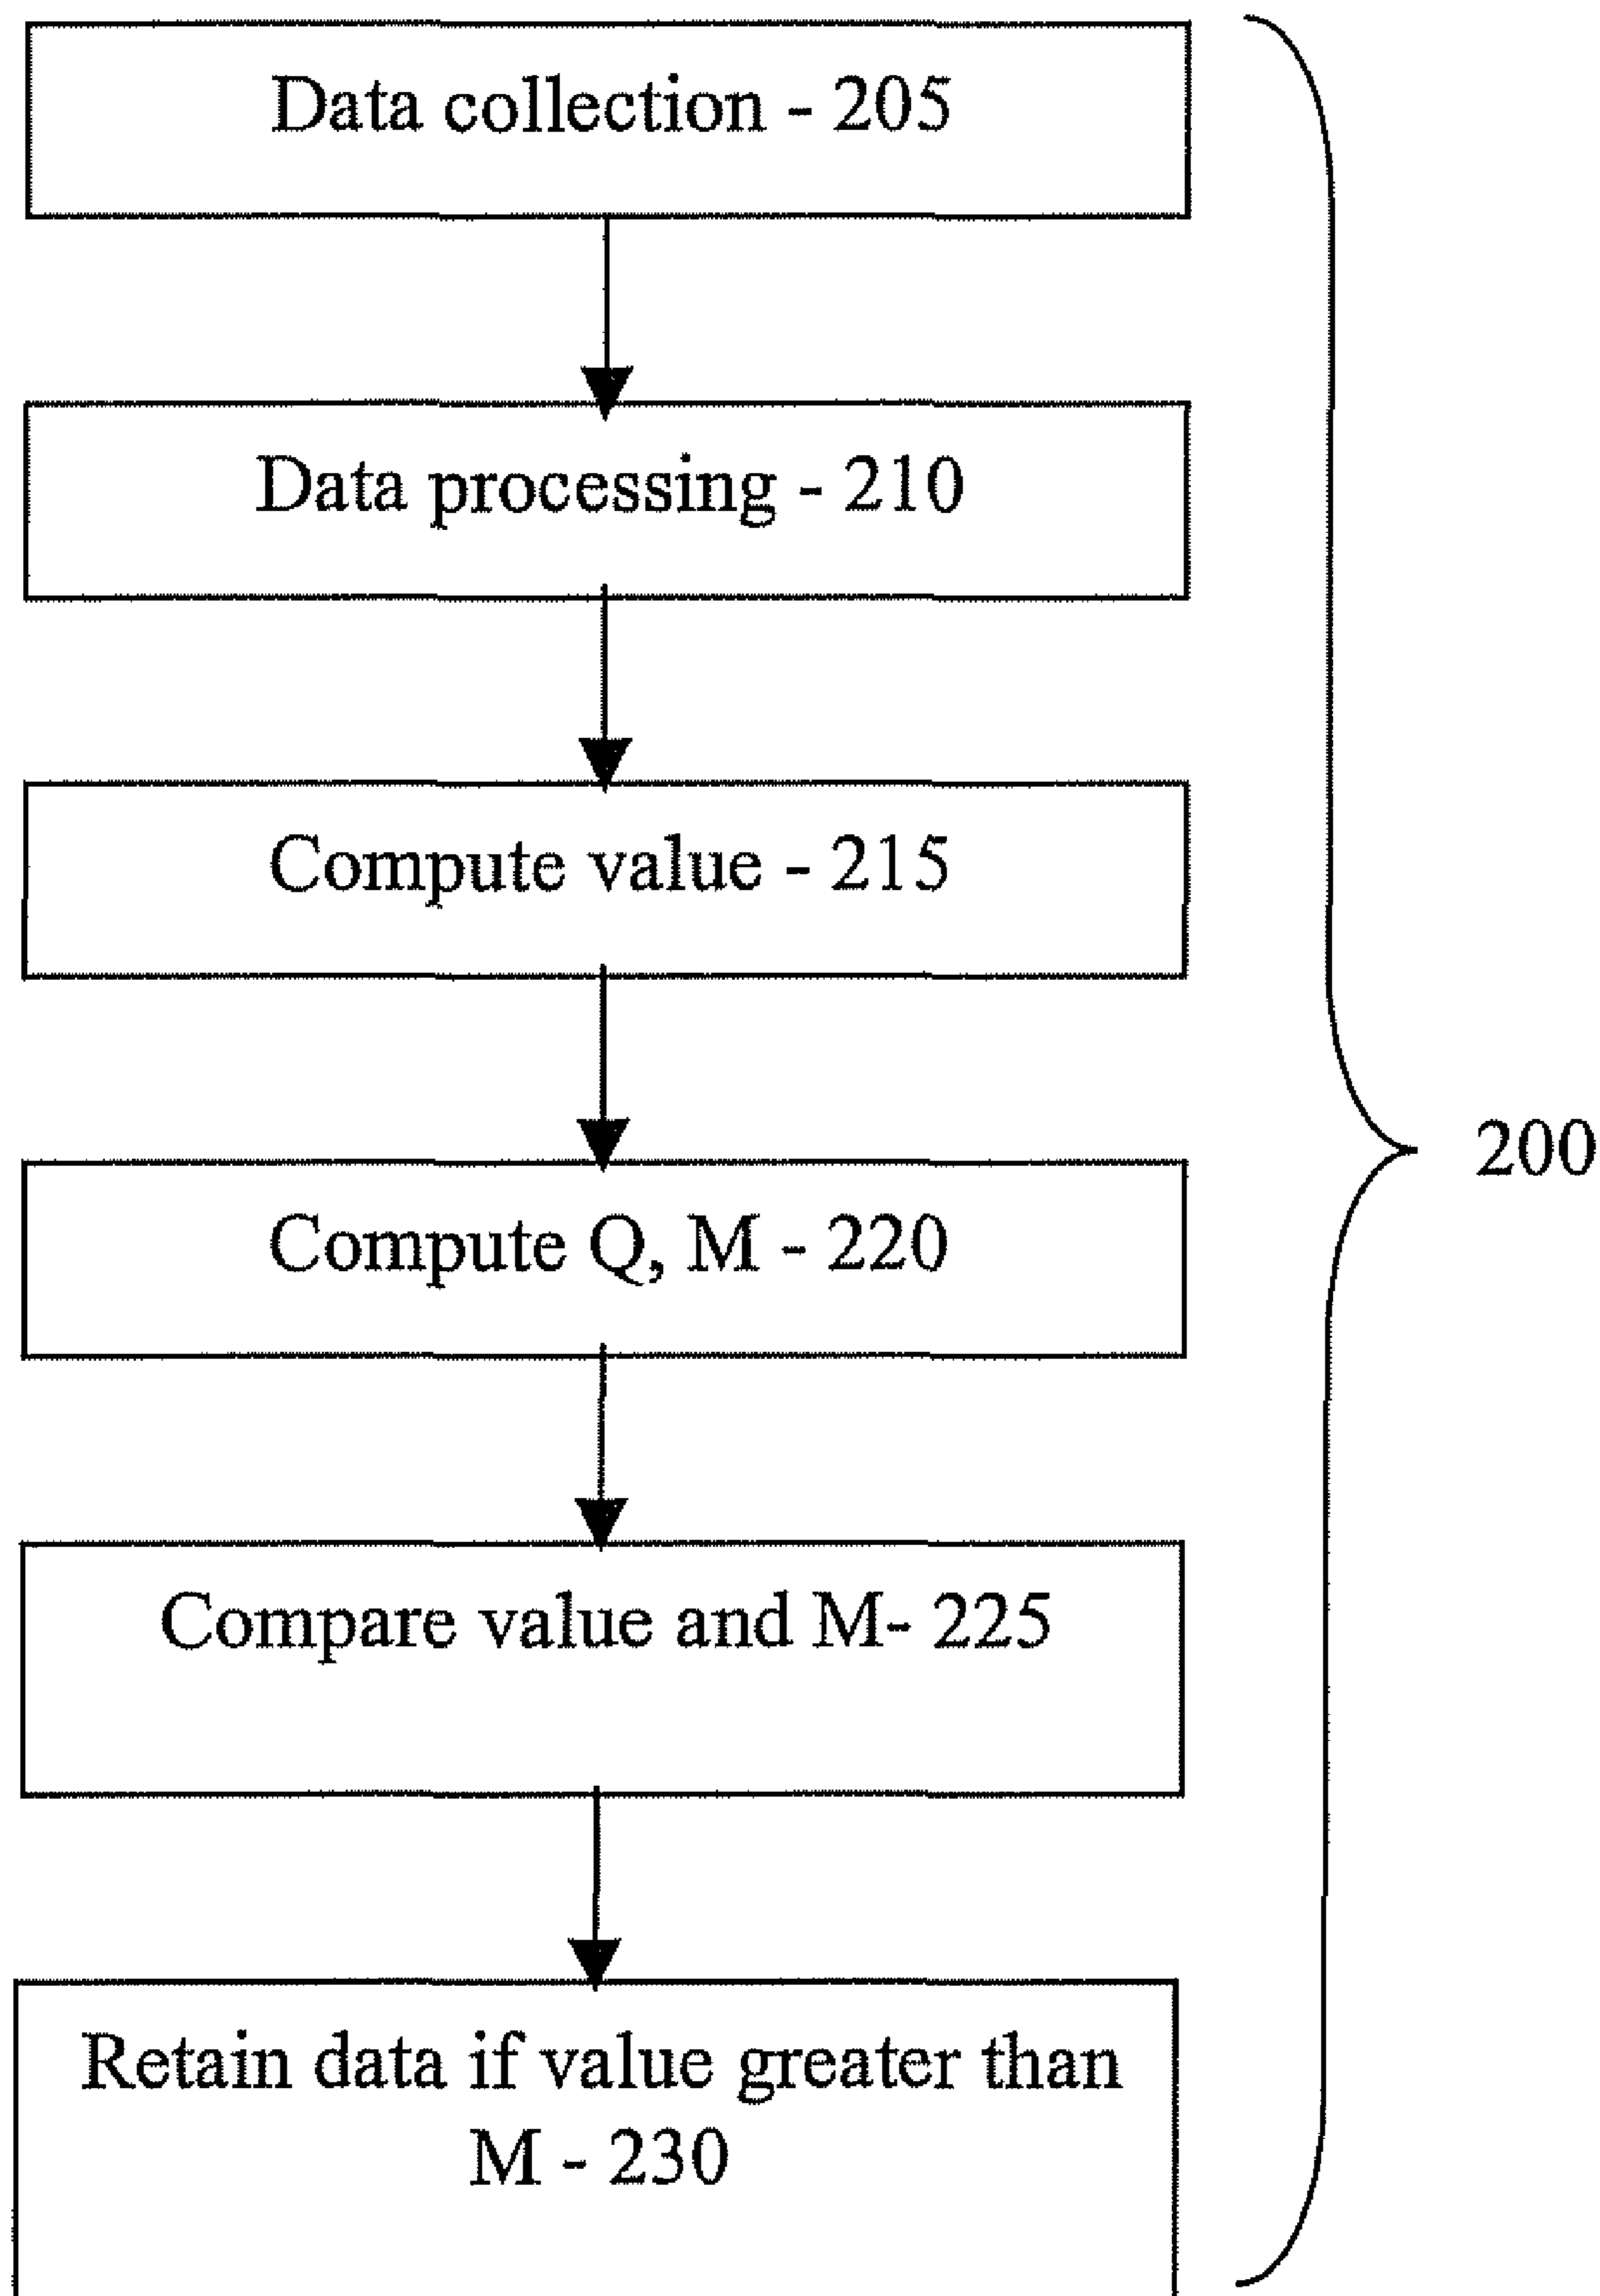 Data collection - 205
Data processing - 210
Compute value - 215
Compute Q, M - 220
200
Compare value and M- 225
Retain data if value greater than
M - 230